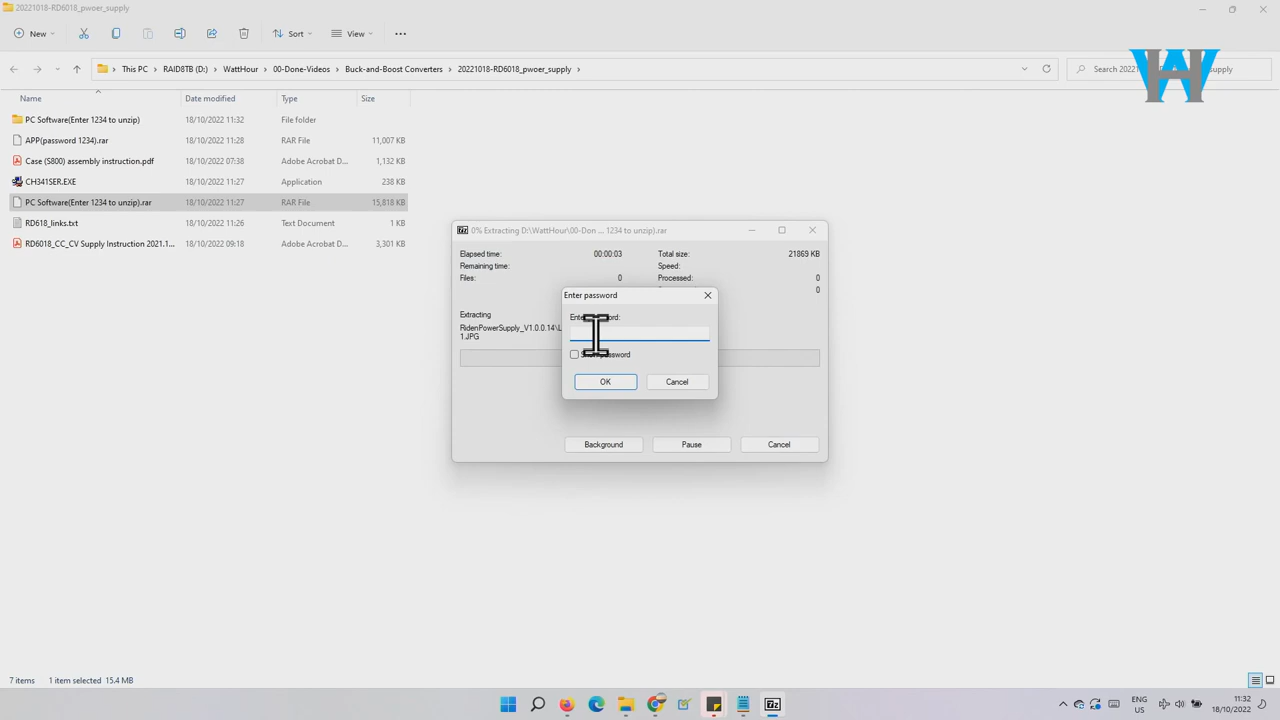 20221018-RD6018_pwoer_supply
New
Sort
View
This PC > RAID8TB (D:) > WattHour > 00-Done-Videos > Buck-and-Boost Converters > 20221018-RD6018_pwoer_supply >
Search 20221 supply
WH
Name Date modified Type Size
PC Software(Enter 1234 to unzip) 18/10/2022 11:32 File folder
APP(password 1234).rar 18/10/2022 11:28 RAR File 11,007 KB
Case (S800) assembly instruction.pdf 18/10/2022 07:38 Adobe Acrobat D... 1,132 KB
CH341SER.EXE 18/10/2022 11:27 Application 238 KB
PC Software(Enter 1234 to unzip).rar 18/10/2022 11:27 RAR File 15,818 KB
RD618_links.txt 18/10/2022 11:26 Text Document 1 KB
RD6018_CC_CV Supply Instruction 2021.1... 18/10/2022 09:18 Adobe Acrobat D... 3,301 KB
7z 0% Extracting D:\WattHour\00-Don ... 1234 to unzip).rar
Elapsed time: 00:00:03 Total size: 21869 KB
Remaining time: Speed:
Files: 0 Processed: 0
0
Enter password
Extracting
RidenPowerSupply_V1.0.0.14\L
1.JPG
password
OK Cancel
Background Pause Cancel
7 items 1 item selected 15.4 MB
7z
ENG
US
11:32
18/10/2022